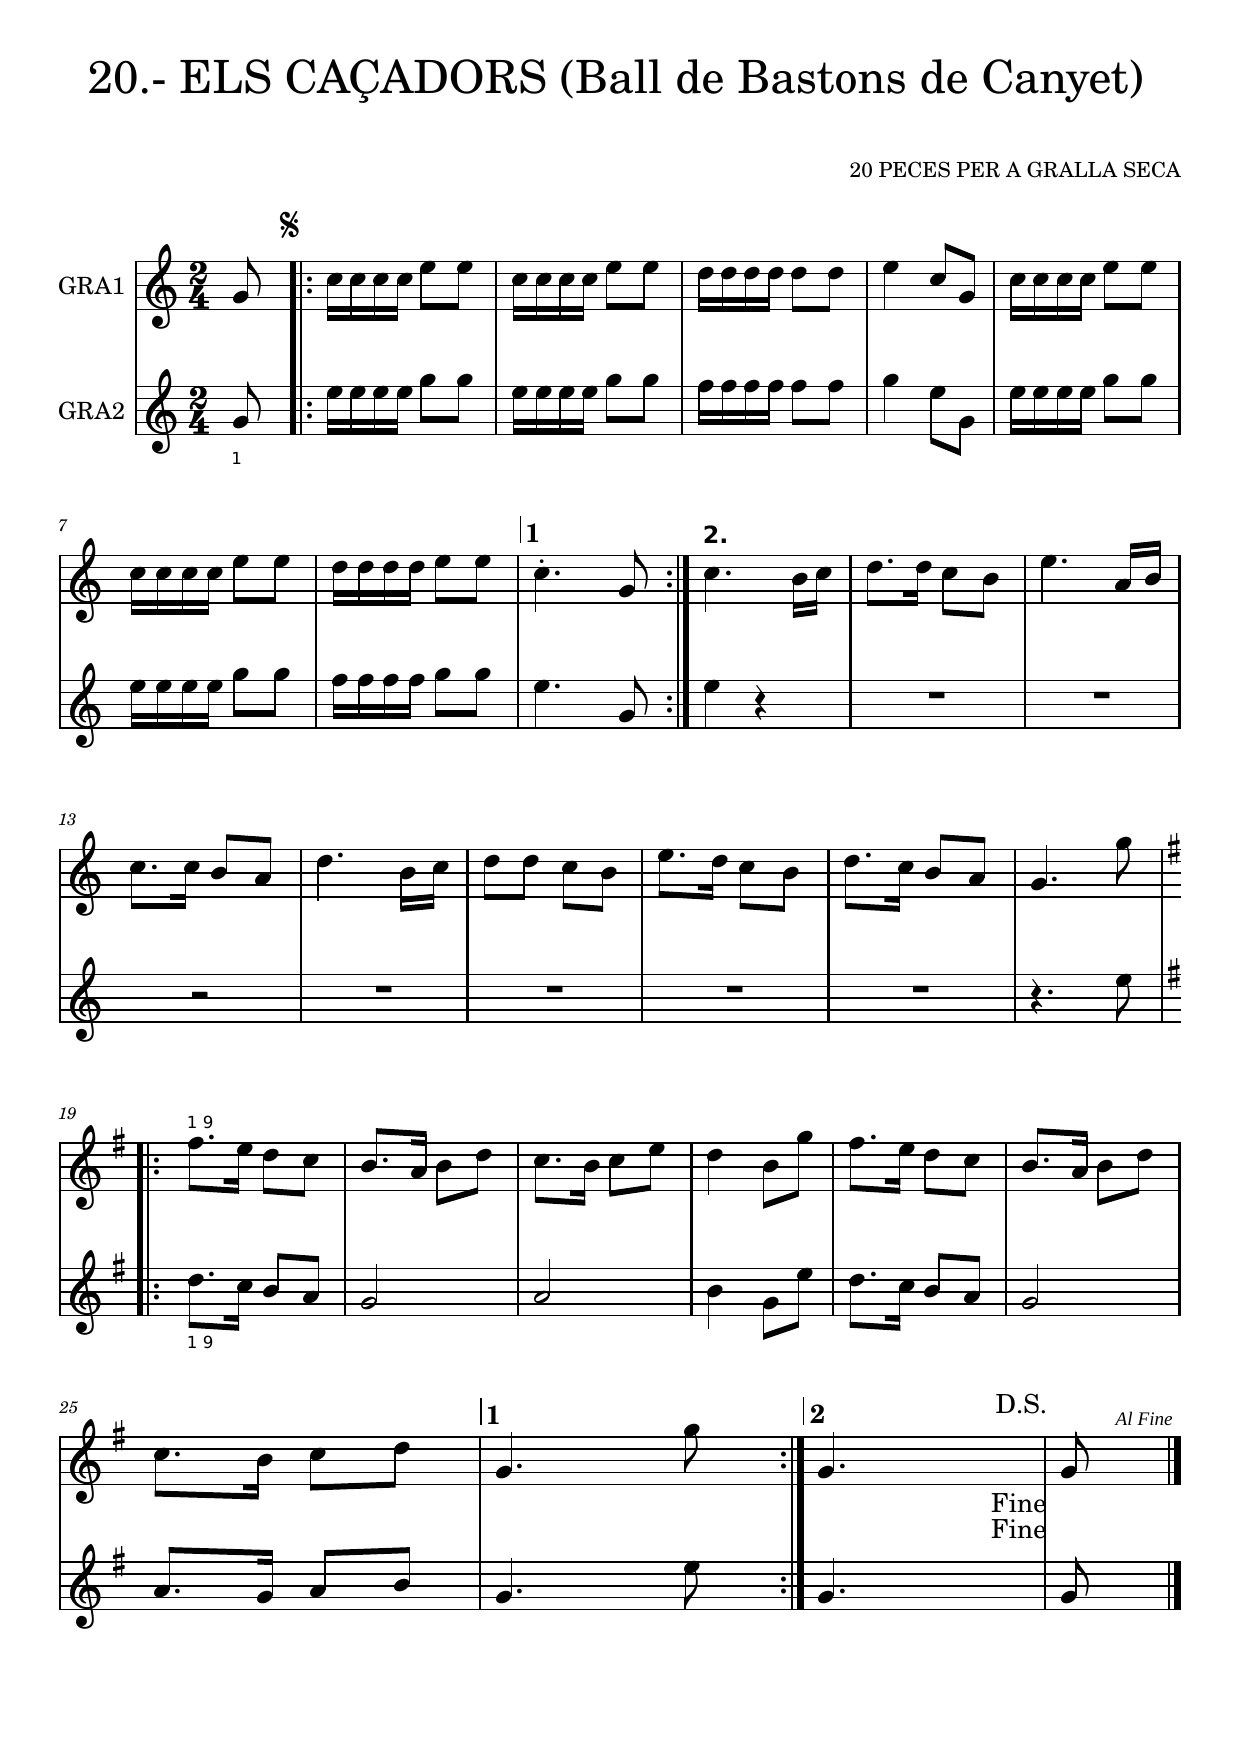 20.- ELS CAÇADORS (Ball de Bastons de Canyet)
20 PECES PER A GRALLA SECA
GRA1
GRA2
1
7
1
2.
13
19
1 9
1 9
25
1
2
D.S.
Al Fine
Fine
Fine